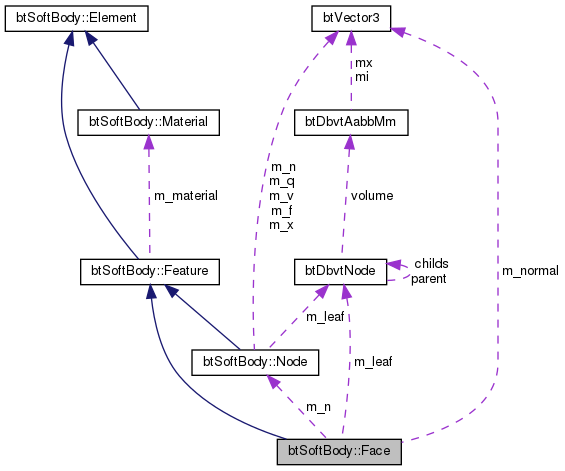 btSoftBody::Element
btVector3
mx
mi
btSoftBody::Material
btDbvtAabbMm
m_n
m_q
m_v
m_f
m_x
m_material
volume
btSoftBody::Feature
btDbvtNode
childs
parent
m_normal
m_leaf
btSoftBody::Node
m_leaf
m_n
btSoftBody::Face